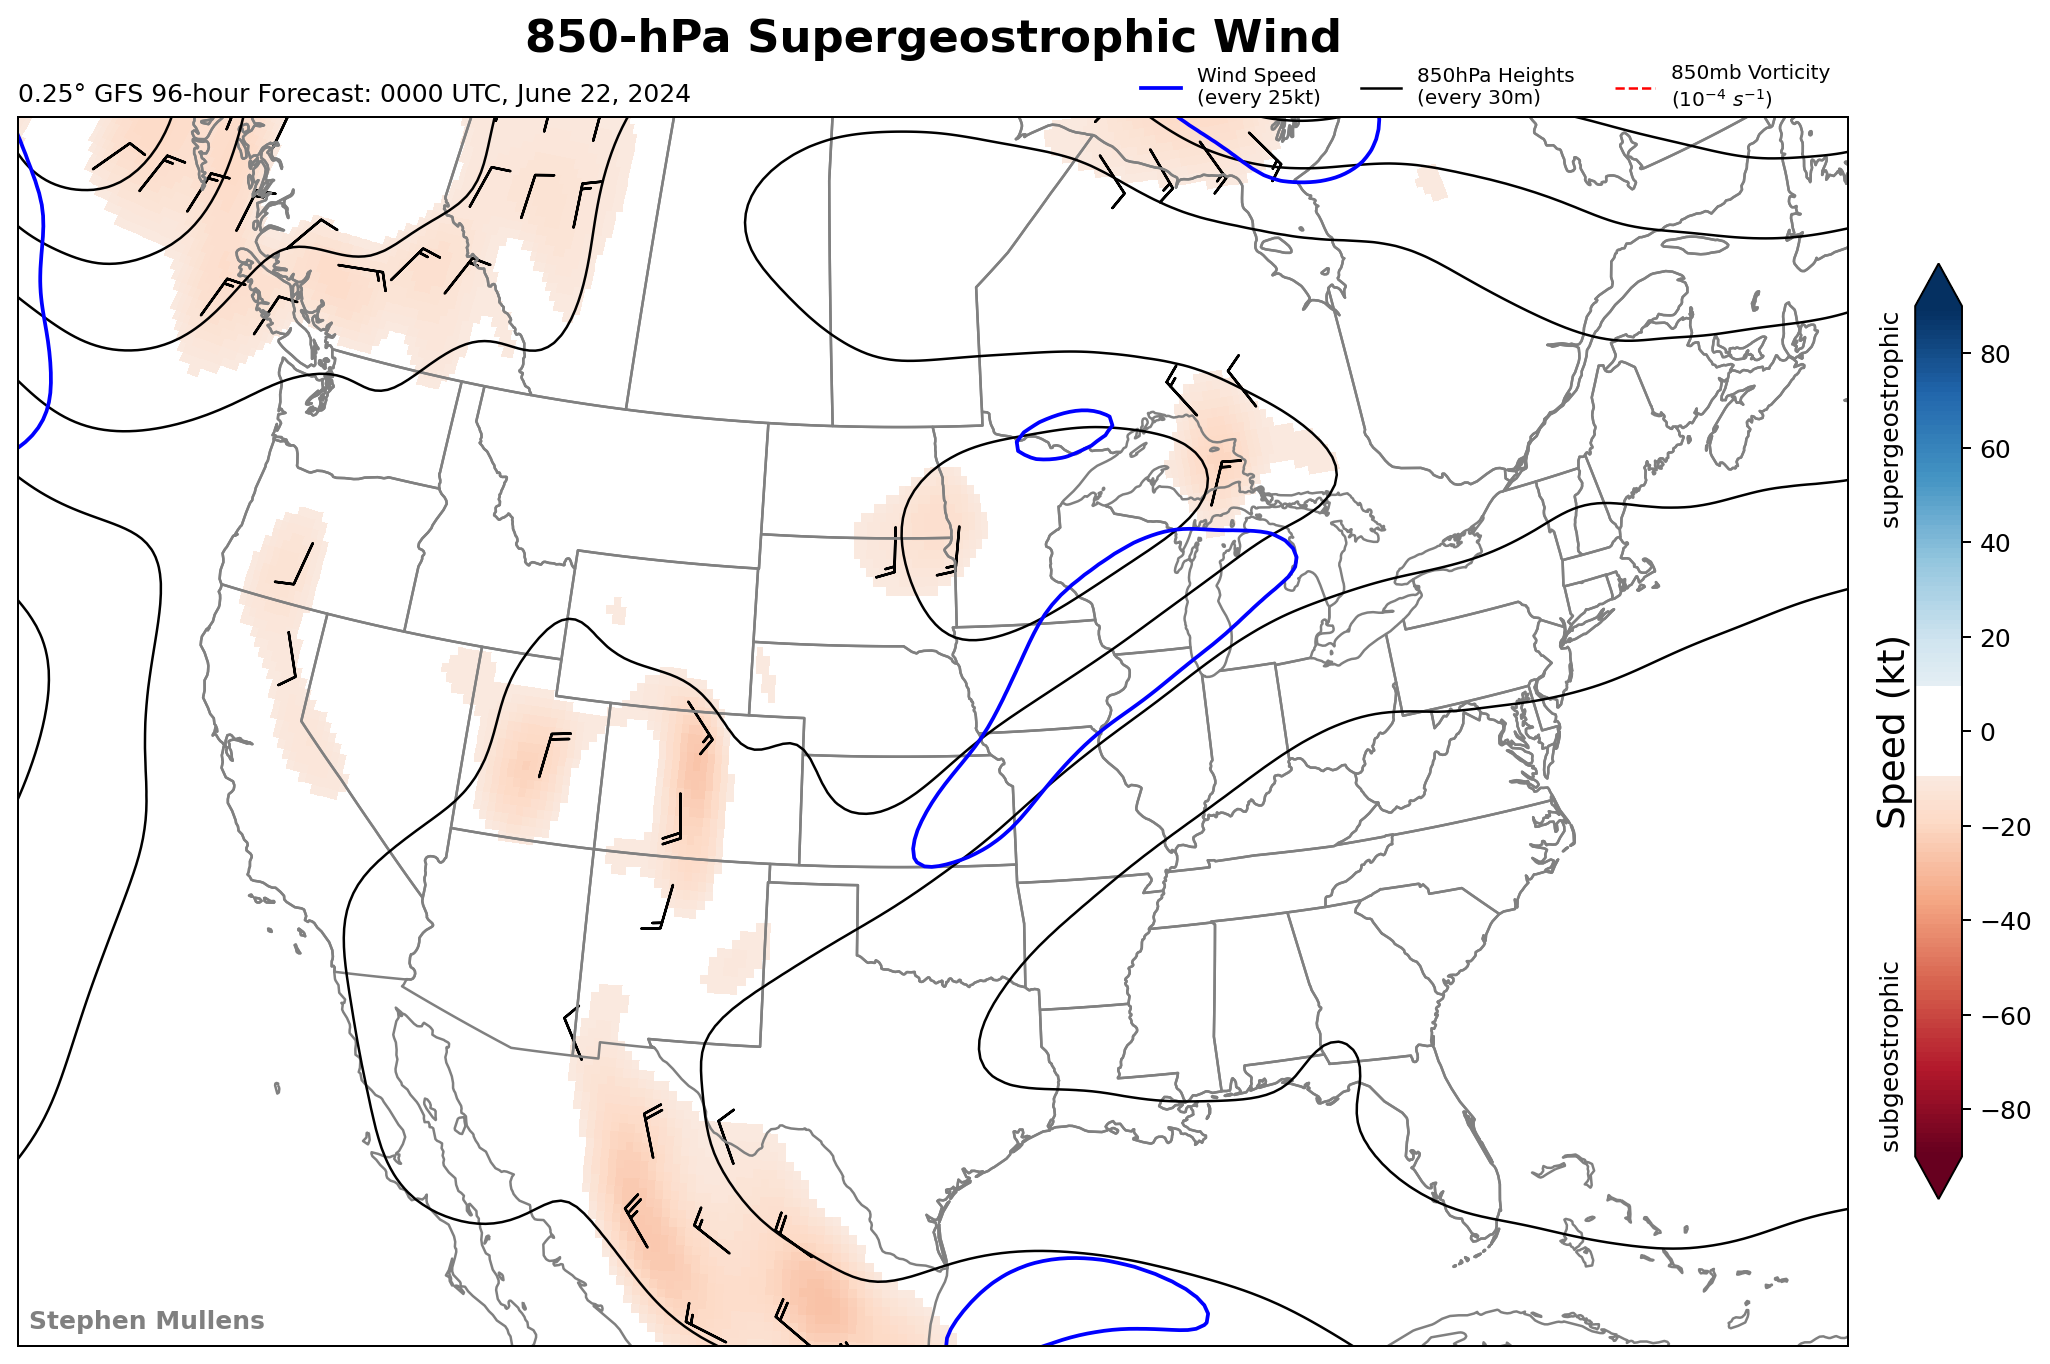 850-hPa Supergeostrophic Wind
0.25° GFS 96-hour Forecast: 0000 UTC, June 22, 2024
Wind Speed
(every 25kt)
850hPa Heights
(every 30m)
850mb Vorticity
(10⁻⁴ s⁻¹)
supergeostrophic
Speed (kt)
subgeostrophic
80
60
40
20
0
−20
−40
−60
−80
Stephen Mullens